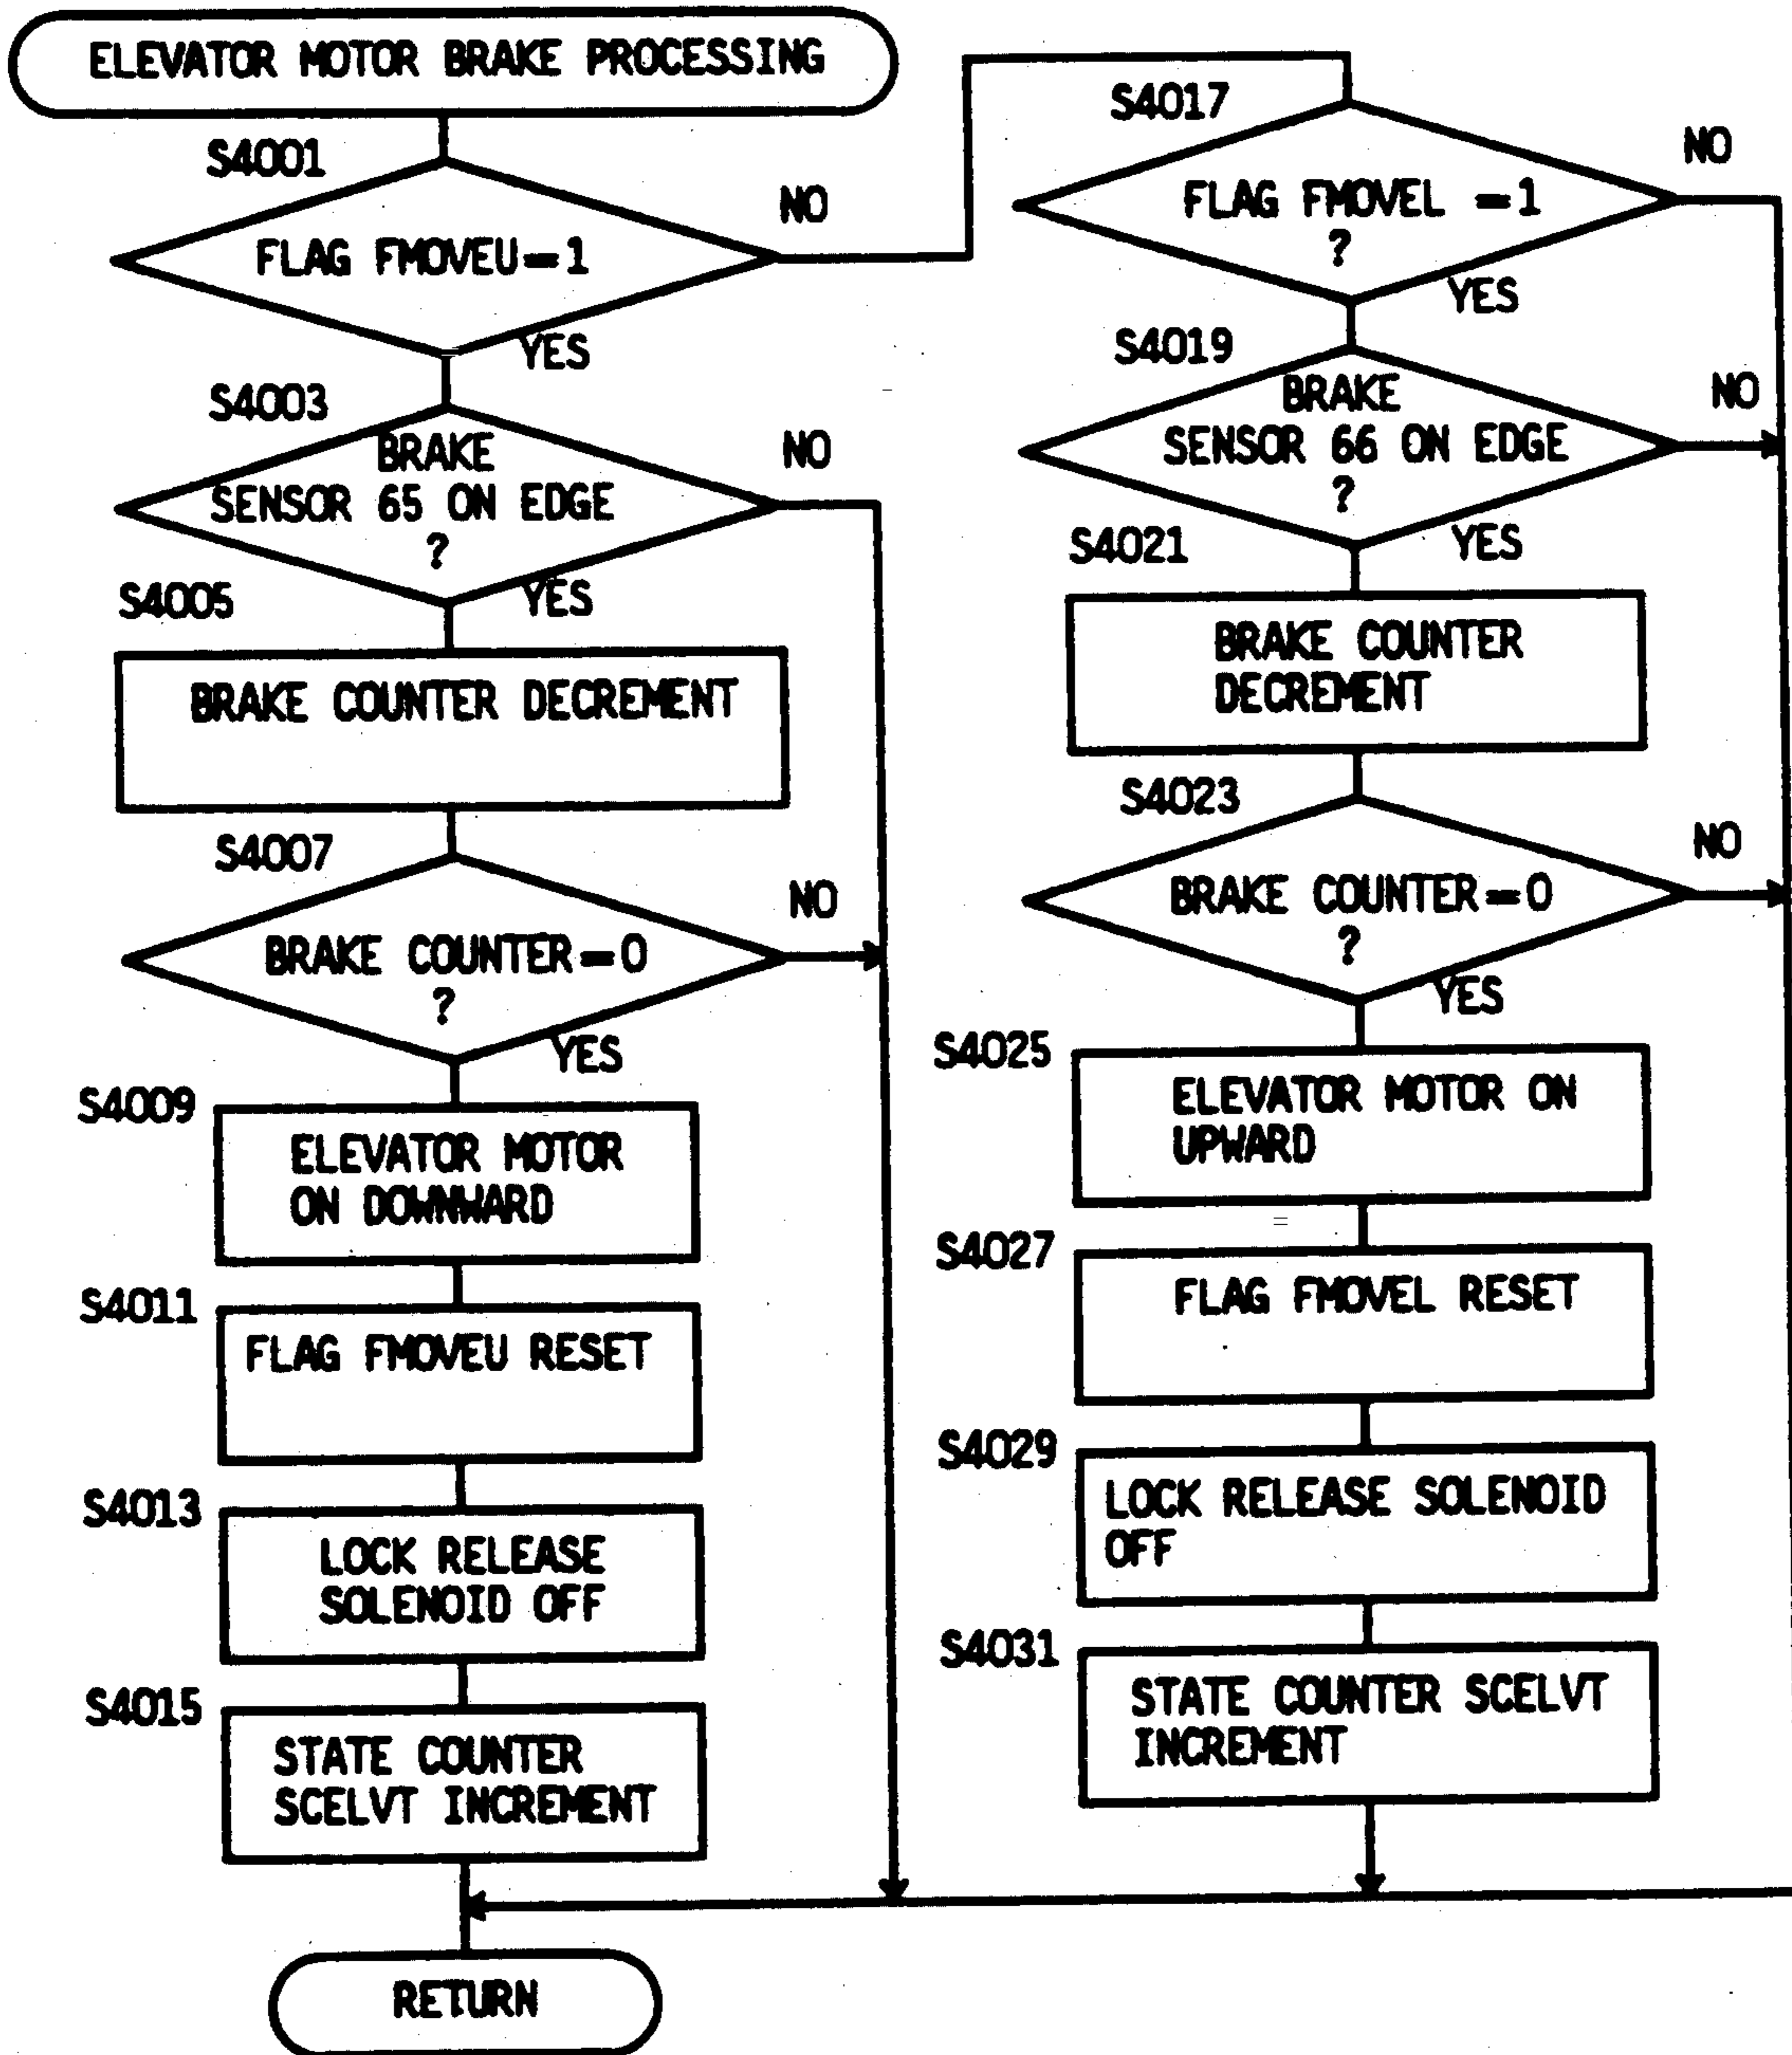 ELEVATOR MOTOR BRAKE PROCESSING
S4001
FLAG FMOVEU=1
NO
YES
S4003
BRAKE
SENSOR 65 ON EDGE
?
NO
YES
S4005
BRAKE COUNTER DECREMENT
S4007
BRAKE COUNTER=0
?
NO
YES
S4009
ELEVATOR MOTOR
ON DOWNWARD
S4011
FLAG FMOVEU RESET
S4013
LOCK RELEASE
SOLENOID OFF
S4015
STATE COUNTER
SCELVT INCREMENT
RETURN
S4017
FLAG FMOVEL =1
?
NO
YES
S4019
BRAKE
SENSOR 66 ON EDGE
?
NO
YES
S4021
BRAKE COUNTER
DECREMENT
S4023
BRAKE COUNTER=0
?
NO
YES
S4025
ELEVATOR MOTOR ON
UPWARD
S4027
FLAG FMOVEL RESET
S4029
LOCK RELEASE SOLENOID
OFF
S4031
STATE COUNTER SCELVT
INCREMENT